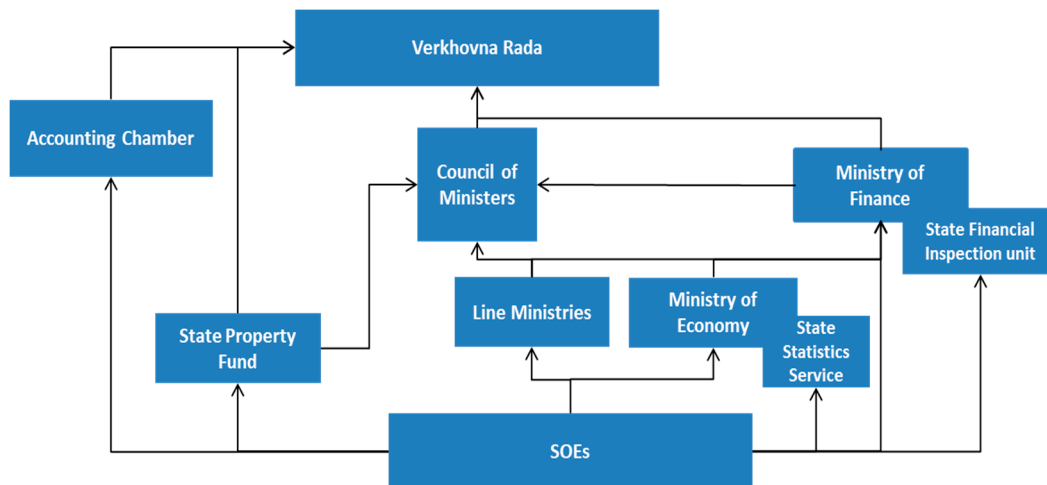 Verkhovna Rada
Accounting Chamber
Council of
Ministers
Ministry of
Finance
State Financial
Inspection unit
Line Ministries
Ministry of
Economy
State
Statistics
Service
State Property
Fund
SOEs